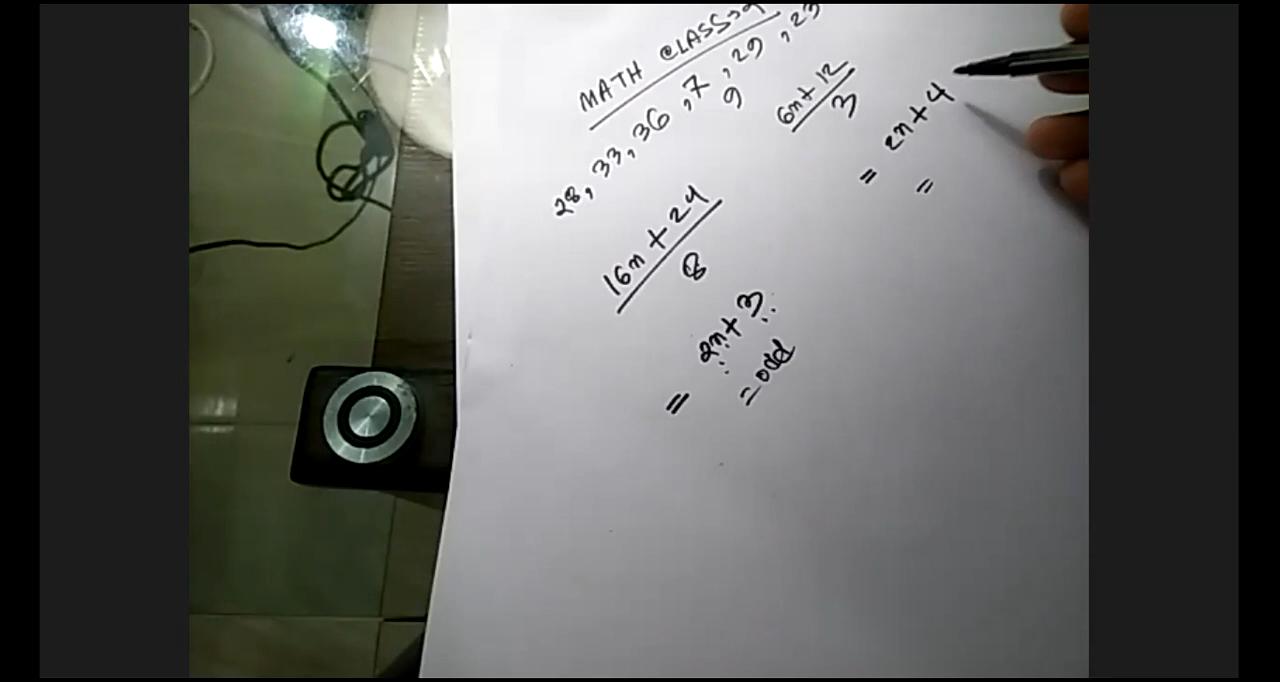 MATH CLASS
28, 33, 36, 7, 29, 23
9
16n + 24
8
= 2n + 3
= odd
6n + 12
3
= 2n + 4
=